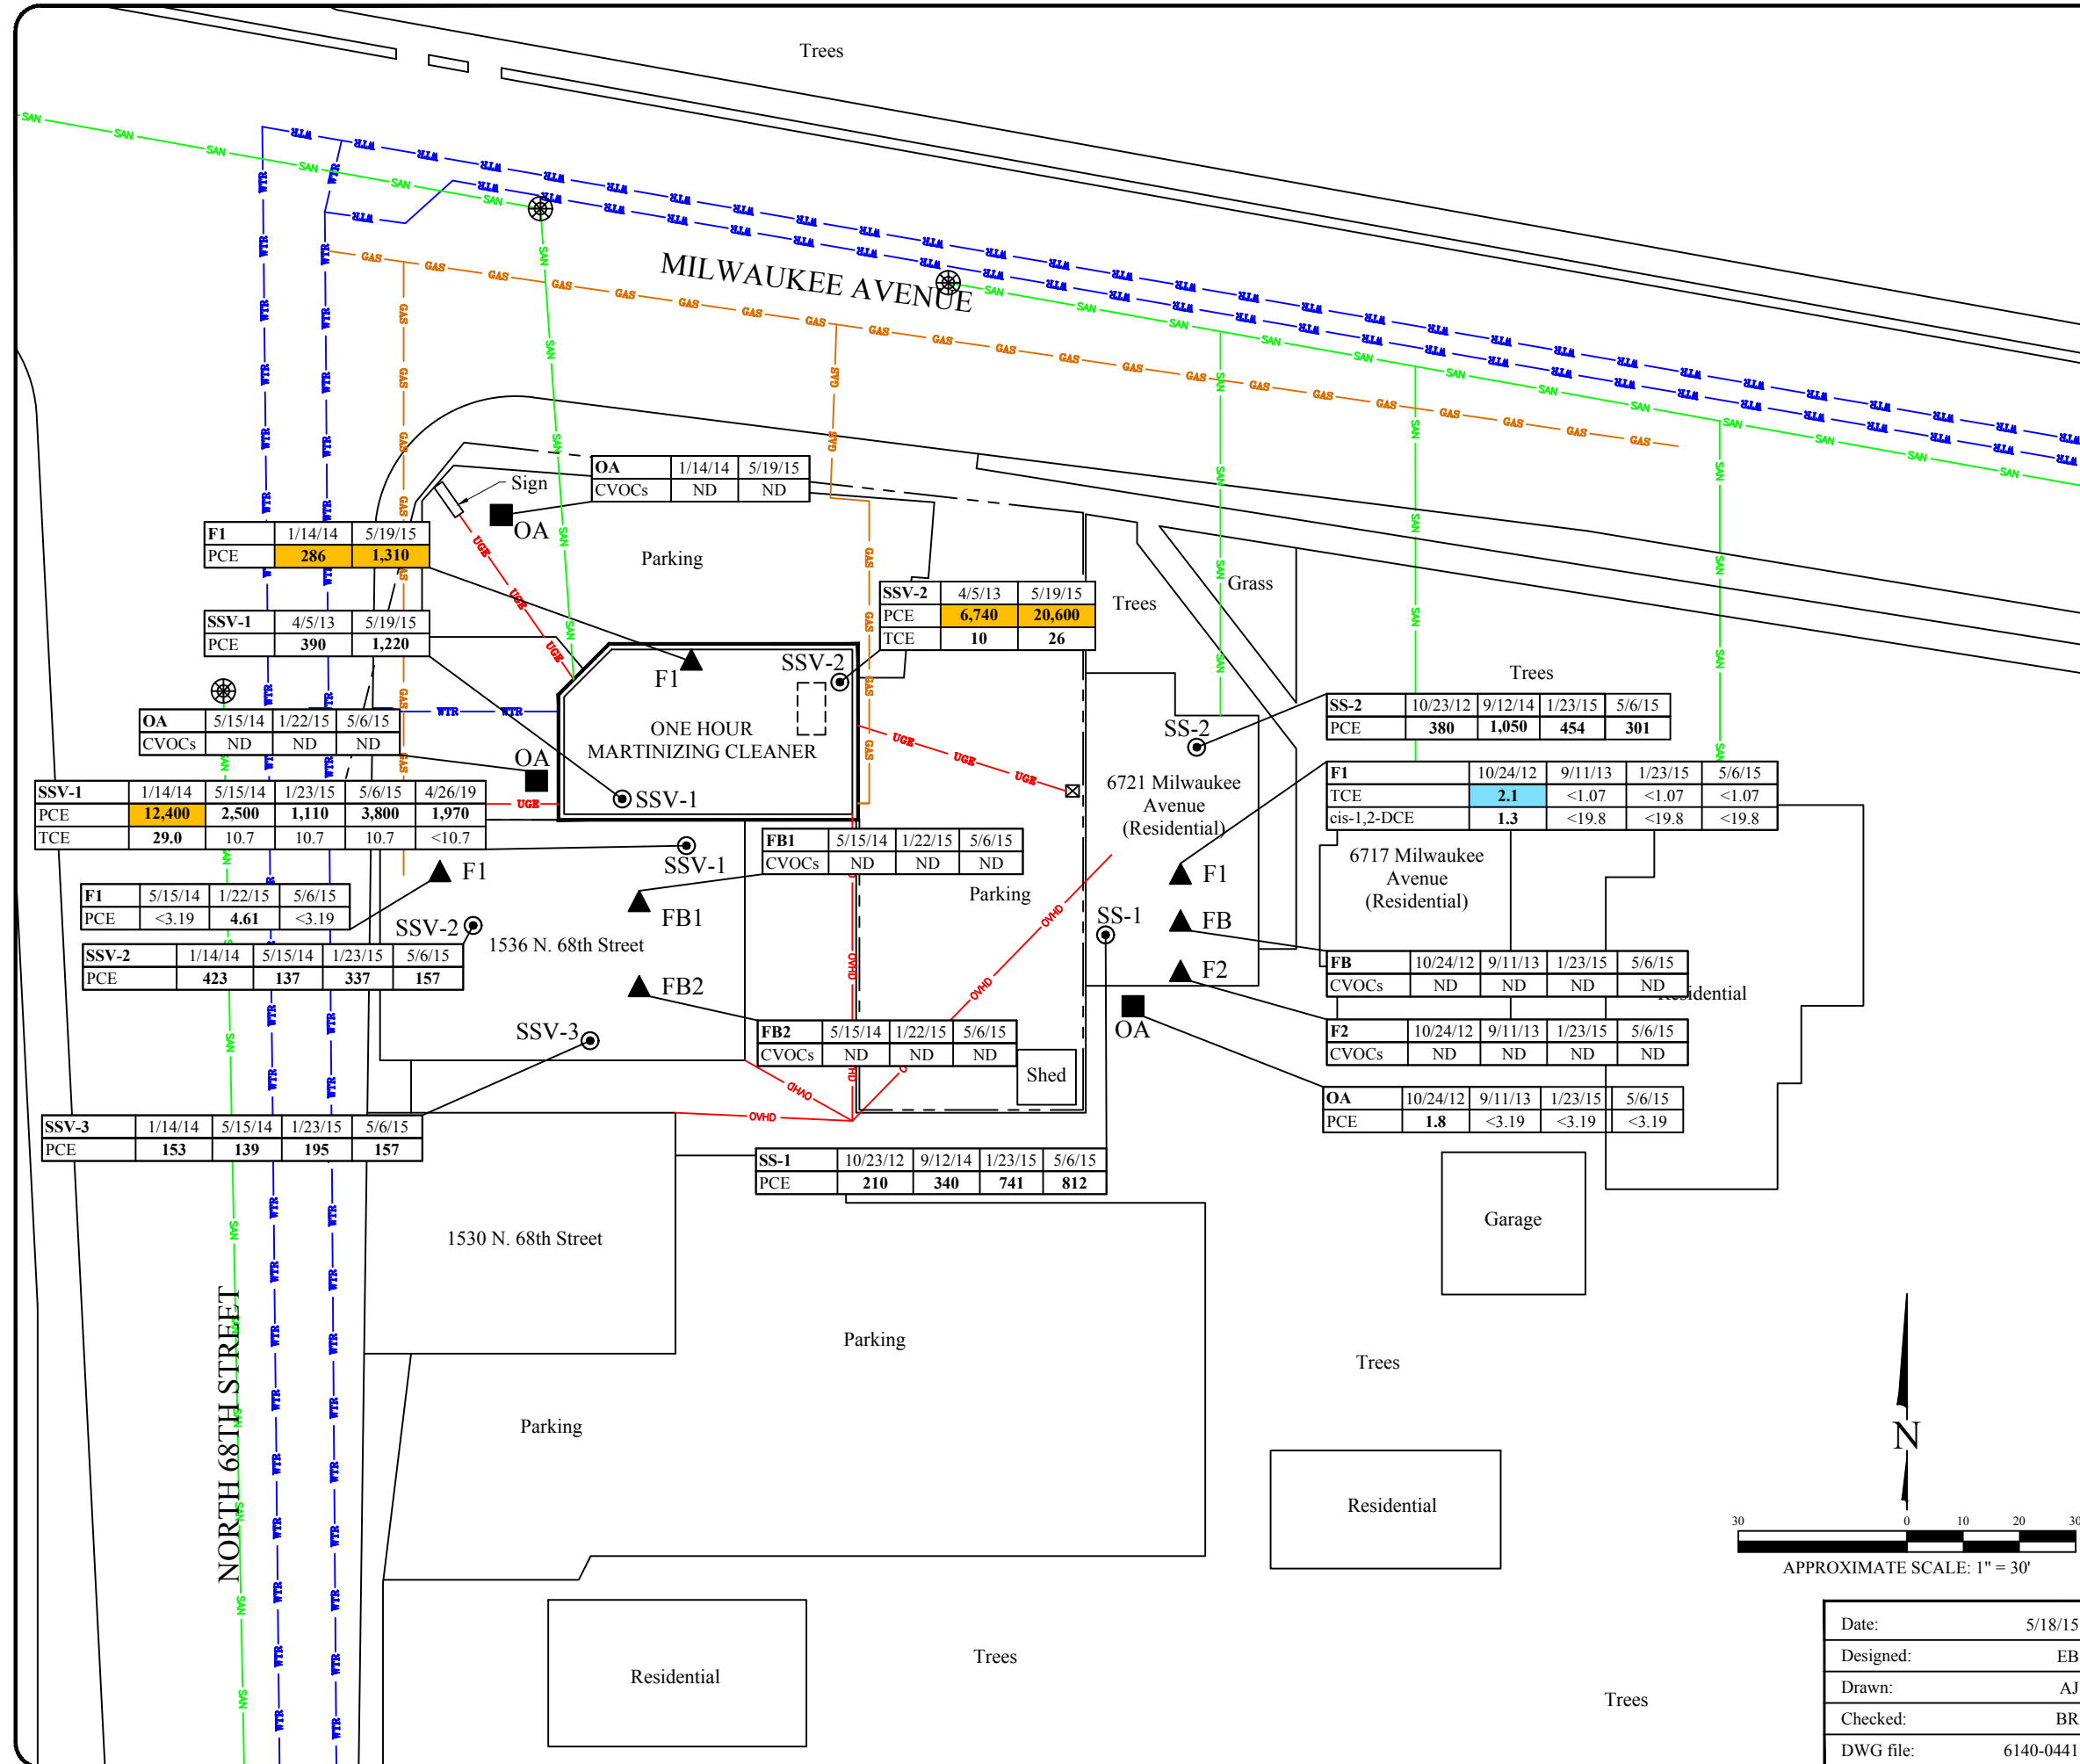 Trees
MILWAUKEE AVENUE
Sign
OA 1/14/14 5/19/15
CVOCs ND ND
OA
Parking
F1 1/14/14 5/19/15
PCE 286 1,310
SSV-1 4/5/13 5/19/15
PCE 390 1,220
SSV-2 4/5/13 5/19/15
PCE 6,740 20,600
TCE 10 26
Trees
Grass
F1
SSV-2
ONE HOUR
MARTINIZING CLEANER
SSV-1
OA 5/15/14 1/22/15 5/6/15
CVOCs ND ND ND
OA
SS-2
Trees
SS-2 10/23/12 9/12/14 1/23/15 5/6/15
PCE 380 1,050 454 301
SSV-1 1/14/14 5/15/14 1/23/15 5/6/15 4/26/19
PCE 12,400 2,500 1,110 3,800 1,970
TCE 29.0 10.7 10.7 10.7 <10.7
6721 Milwaukee
Avenue
(Residential)
F1 10/24/12 9/11/13 1/23/15 5/6/15
TCE 2.1 <1.07 <1.07 <1.07
cis-1,2-DCE 1.3 <19.8 <19.8 <19.8
FB1 5/15/14 1/22/15 5/6/15
CVOCs ND ND ND
SSV-1
F1
6717 Milwaukee
Avenue
(Residential)
F1 5/15/14 1/22/15 5/6/15
PCE <3.19 4.61 <3.19
FB1
Parking
F1
FB
F2
SS-1
SSV-2
1536 N. 68th Street
SSV-2 1/14/14 5/15/14 1/23/15 5/6/15
PCE 423 137 337 157
FB2
FB 10/24/12 9/11/13 1/23/15 5/6/15
CVOCs ND ND ND ND
Residential
OA
SSV-3
FB2 5/15/14 1/22/15 5/6/15
CVOCs ND ND ND
Shed
F2 10/24/12 9/11/13 1/23/15 5/6/15
CVOCs ND ND ND ND
OA 10/24/12 9/11/13 1/23/15 5/6/15
PCE 1.8 <3.19 <3.19 <3.19
SSV-3 1/14/14 5/15/14 1/23/15 5/6/15
PCE 153 139 195 157
SS-1 10/23/12 9/12/14 1/23/15 5/6/15
PCE 210 340 741 812
Garage
1530 N. 68th Street
Parking
Trees
Parking
NORTH 68TH STREET
N
Residential
30 0 10 20 30
APPROXIMATE SCALE: 1" = 30'
Residential
Trees
Trees
Date: 5/18/15
Designed: EB
Drawn: AJ
Checked: BR
DWG file: 6140-0441
SAN
WTR
GAS
UGE
OVHD